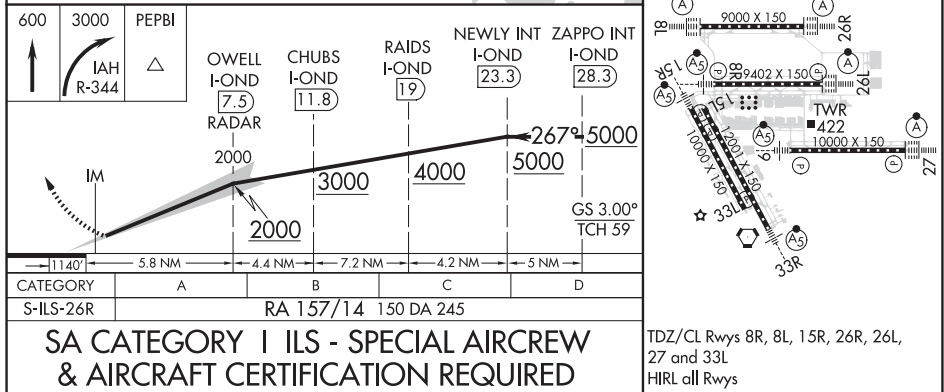 600
3000
IAH
R-344
PEPBI
OWELL
I-OND
7.5
RADAR
CHUBS
I-OND
11.8
RAIDS
I-OND
19
NEWLY INT
I-OND
23.3
ZAPPO INT
I-OND
28.3
2000
267° 5000
IM
2000
3000
4000
5000
GS 3.00°
TCH 59
1140'
5.8 NM
4.4 NM
7.2 NM
4.2 NM
5 NM
CATEGORY A B C D
S-ILS-26R RA 157/14 150 DA 245
SA CATEGORY I ILS - SPECIAL AIRCREW
& AIRCRAFT CERTIFICATION REQUIRED
A
A
8L
9000 X 150
26R
A
15R
A5
P
8R
9402 X 150
P
A
26L
15L
TWR
422
A5
9
10000 X 150
P
P
A
27
12001 X 150
10000 X 150
33L
A5
33R
TDZ/CL Rwys 8R, 8L, 15R, 26R, 26L,
27 and 33L
HIRL all Rwys